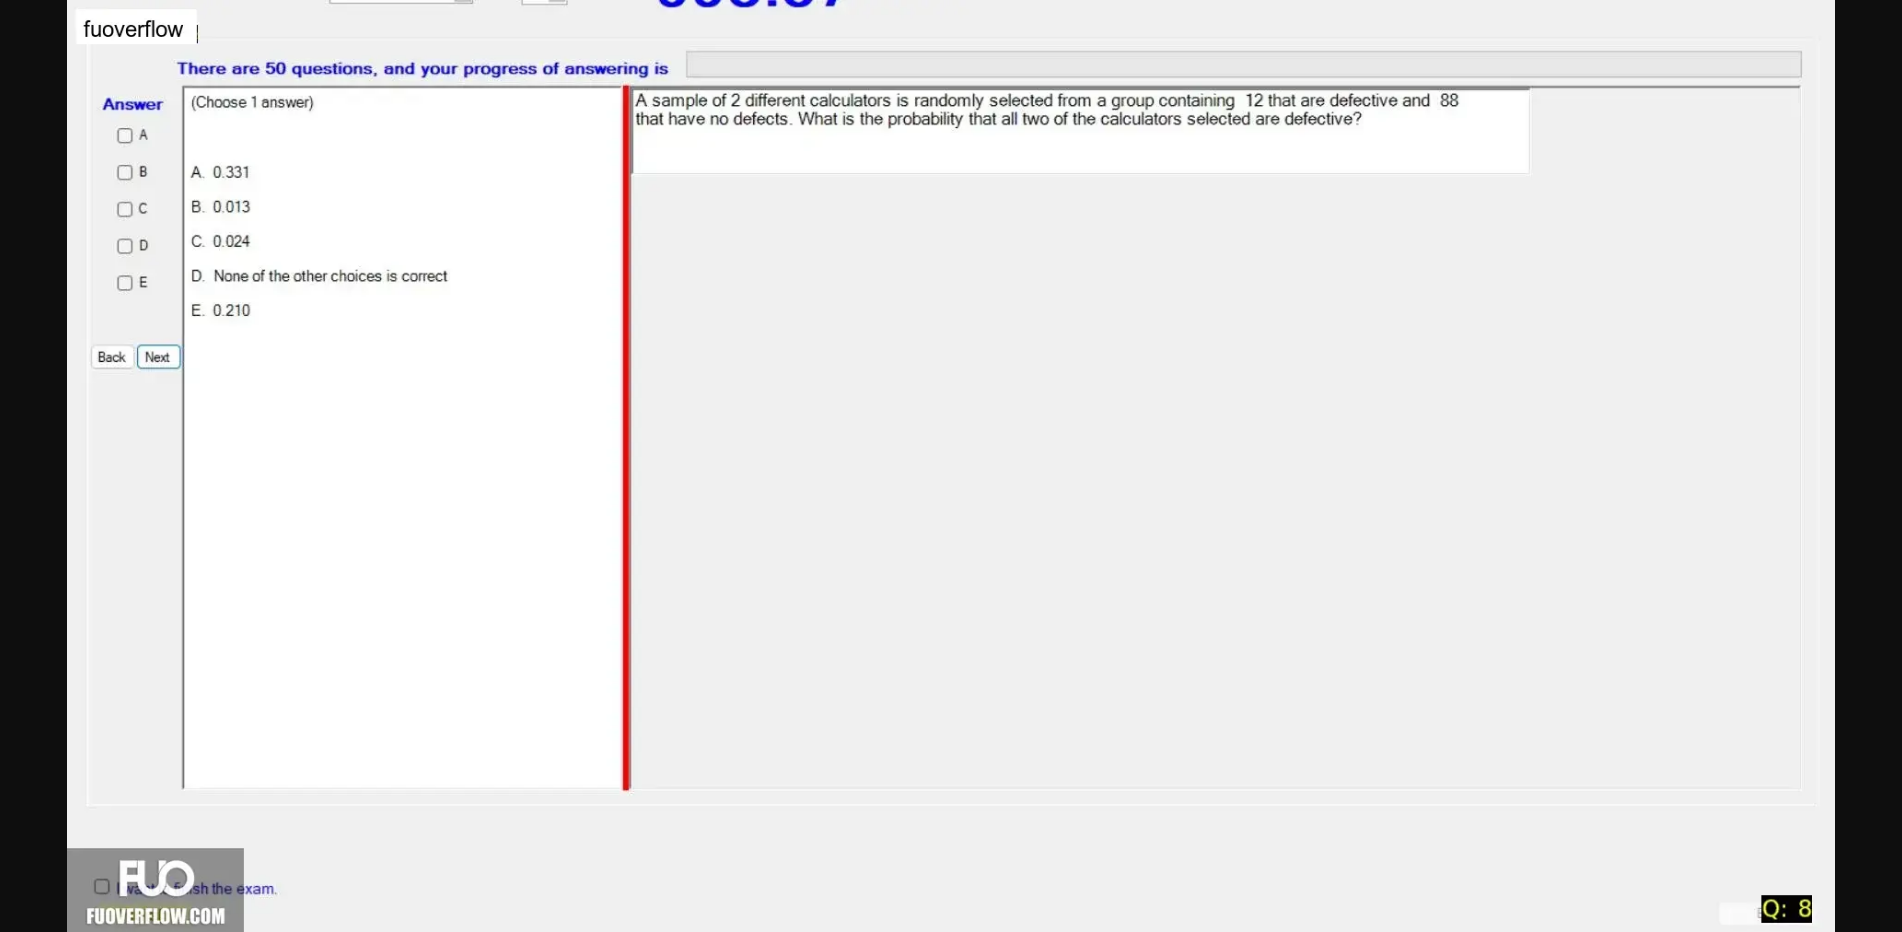 fuoverflow
There are 50 questions, and your progress of answering is
Answer
(Choose 1 answer)
A
B
C
D
E
A. 0.331
B. 0.013
C. 0.024
D. None of the other choices is correct
E. 0.210
Back Next
A sample of 2 different calculators is randomly selected from a group containing 12 that are defective and 88
that have no defects. What is the probability that all two of the calculators selected are defective?
the exam.
FUO
FUOVERFLOW.COM
Q: 8